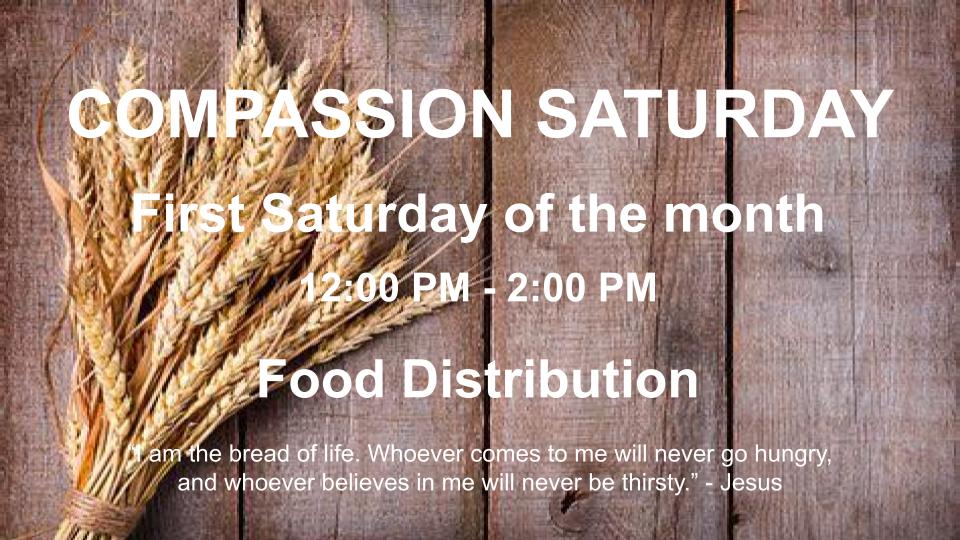 COMPASSION SATURDAY
First Saturday of the month
12:00 PM - 2:00 PM
Food Distribution
“I am the bread of life. Whoever comes to me will never go hungry,
and whoever believes in me will never be thirsty.” - Jesus